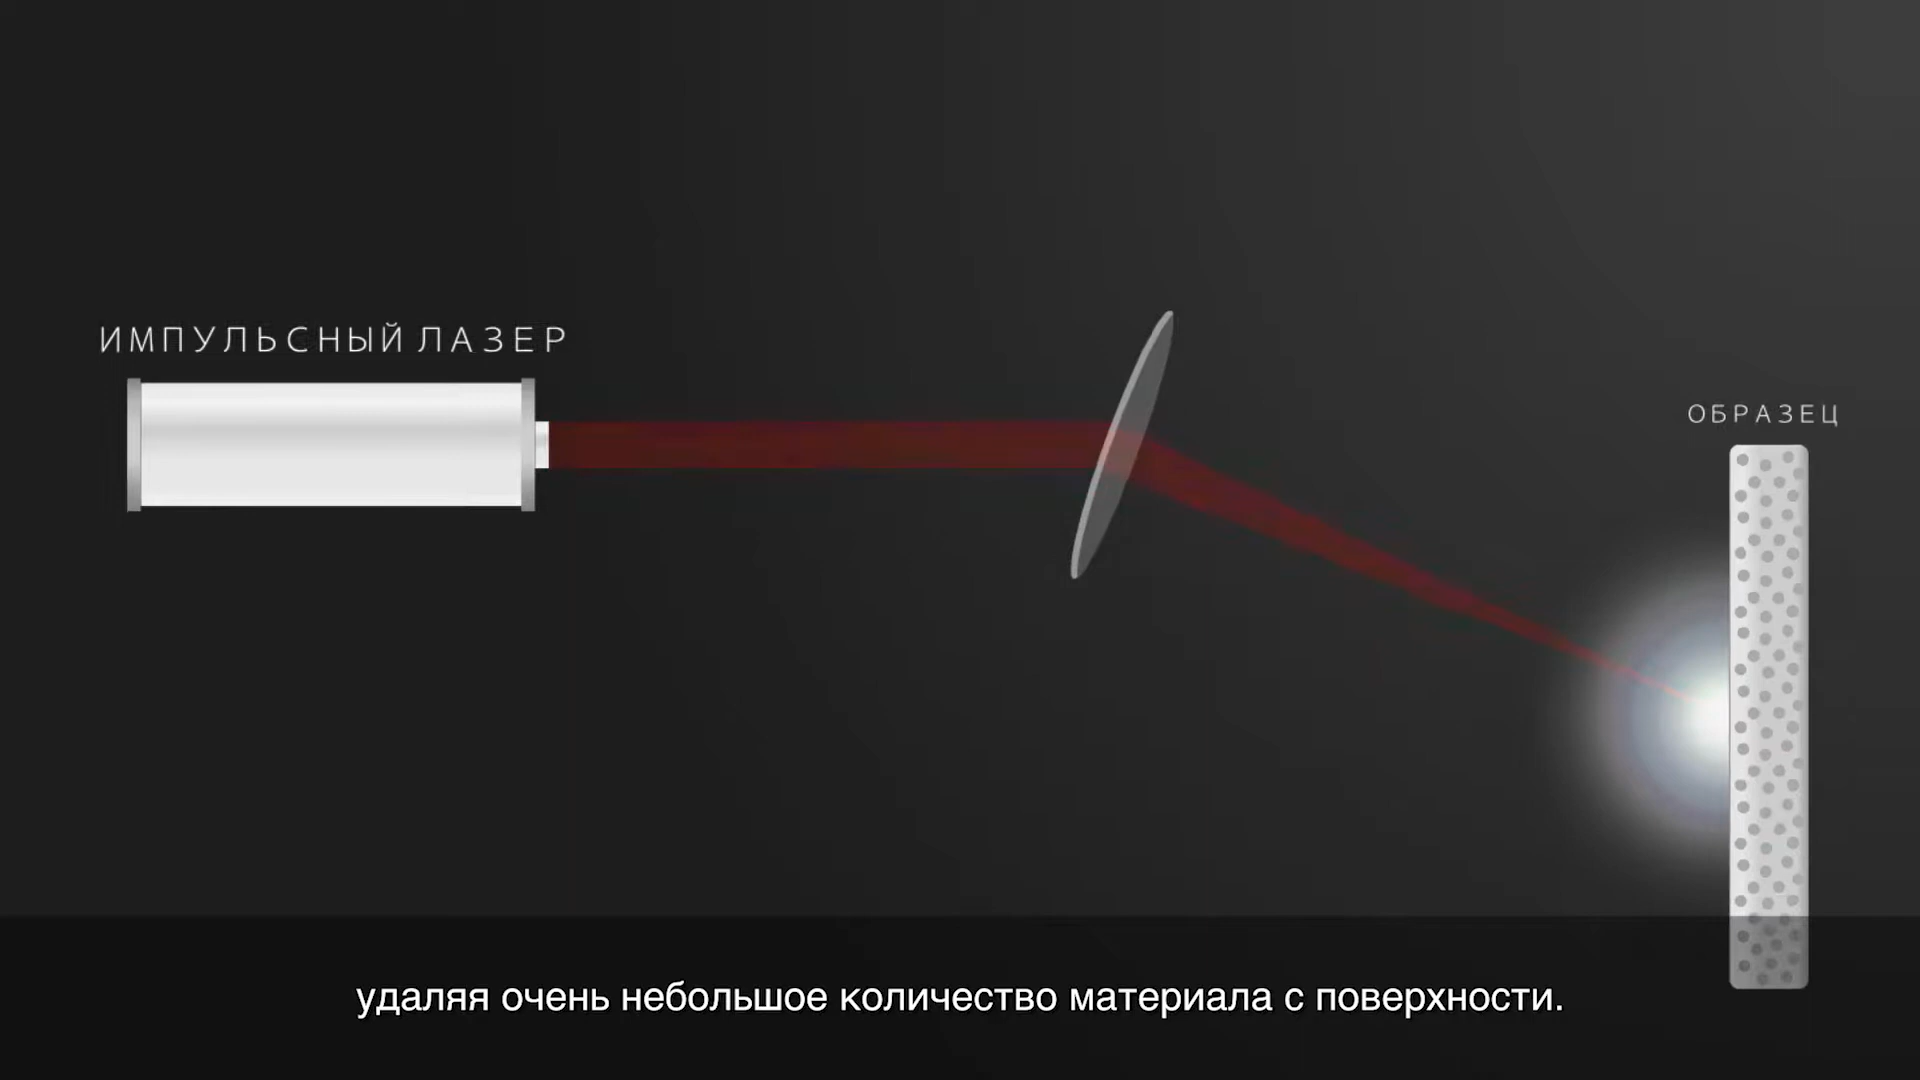 ИМПУЛЬСНЫЙ ЛАЗЕР
ОБРАЗЕЦ
удаляя очень небольшое количество материала с поверхности.